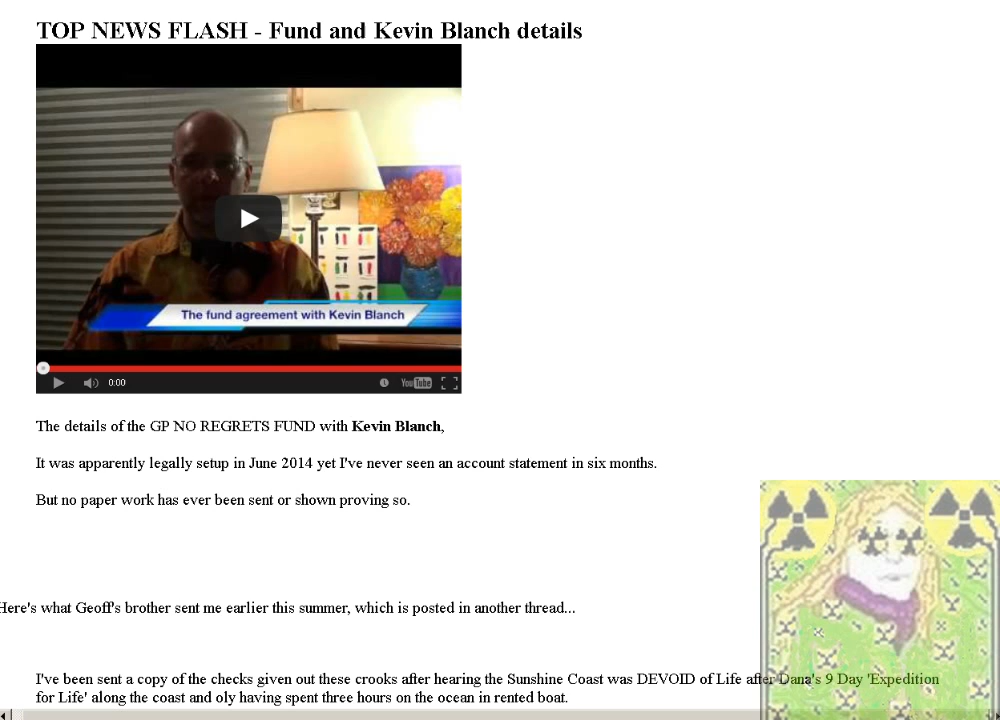 TOP NEWS FLASH - Fund and Kevin Blanch details
The fund agreement with Kevin Blanch
0:00
YouTube
The details of the GP NO REGRETS FUND with Kevin Blanch,
It was apparently legally setup in June 2014 yet I've never seen an account statement in six months.
But no paper work has ever been sent or shown proving so.
Here's what Geoff's brother sent me earlier this summer, which is posted in another thread...
I've been sent a copy of the checks given out these crooks after hearing the Sunshine Coast was DEVOID of Life after Dana's 9 Day 'Expedition
for Life' along the coast and oly having spent three hours on the ocean in rented boat.